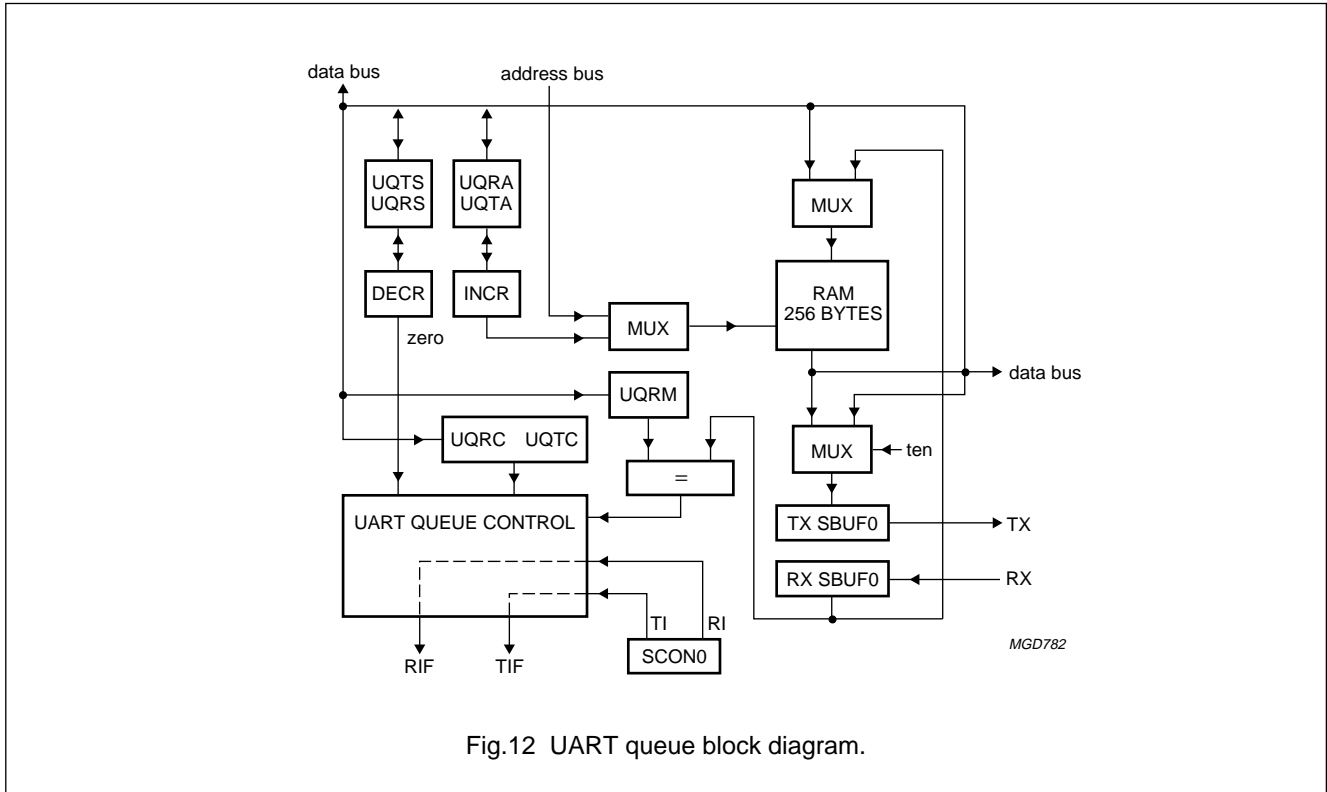 data bus
address bus
UQTS
UQRS
UQRA
UQTA
MUX
DECR
INCR
MUX
RAM
256 BYTES
zero
data bus
UQRM
UQRC UQTC
MUX
ten
=
UART QUEUE CONTROL
TX SBUF0
TX
RX SBUF0
RX
TI
RI
SCON0
RIF
TIF
MGD782
Fig.12 UART queue block diagram.